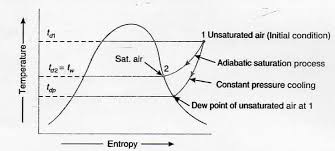 t_d1
1 Unsaturated air (Initial condition)
Sat. air
2
Adiabatic saturation process
t_d2 = t_w
Constant pressure cooling
t_dp
Dew point of unsaturated air at 1
Temperature
Entropy